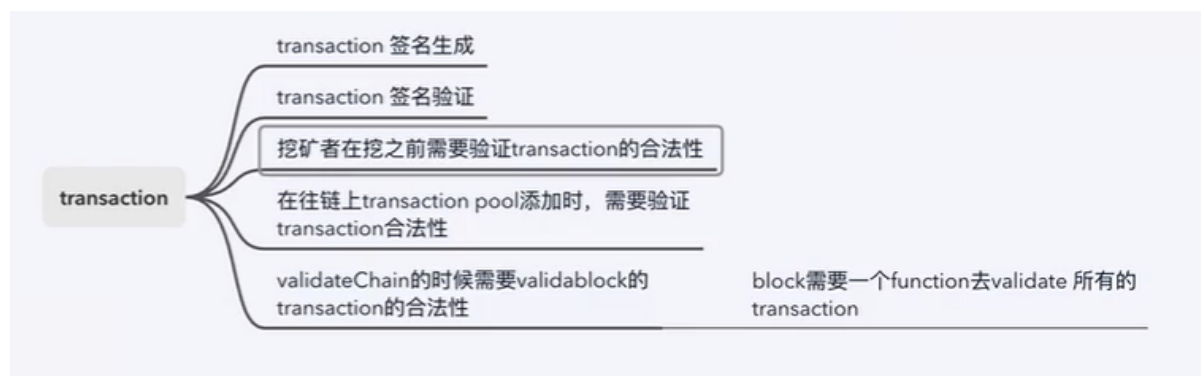 transaction 签名生成
transaction 签名验证
挖矿者在挖之前需要验证transaction的合法性
transaction
在往链上transaction pool添加时，需要验证
transaction合法性
validateChain的时候需要validablock的
transaction的合法性
block需要一个function去validate 所有的
transaction